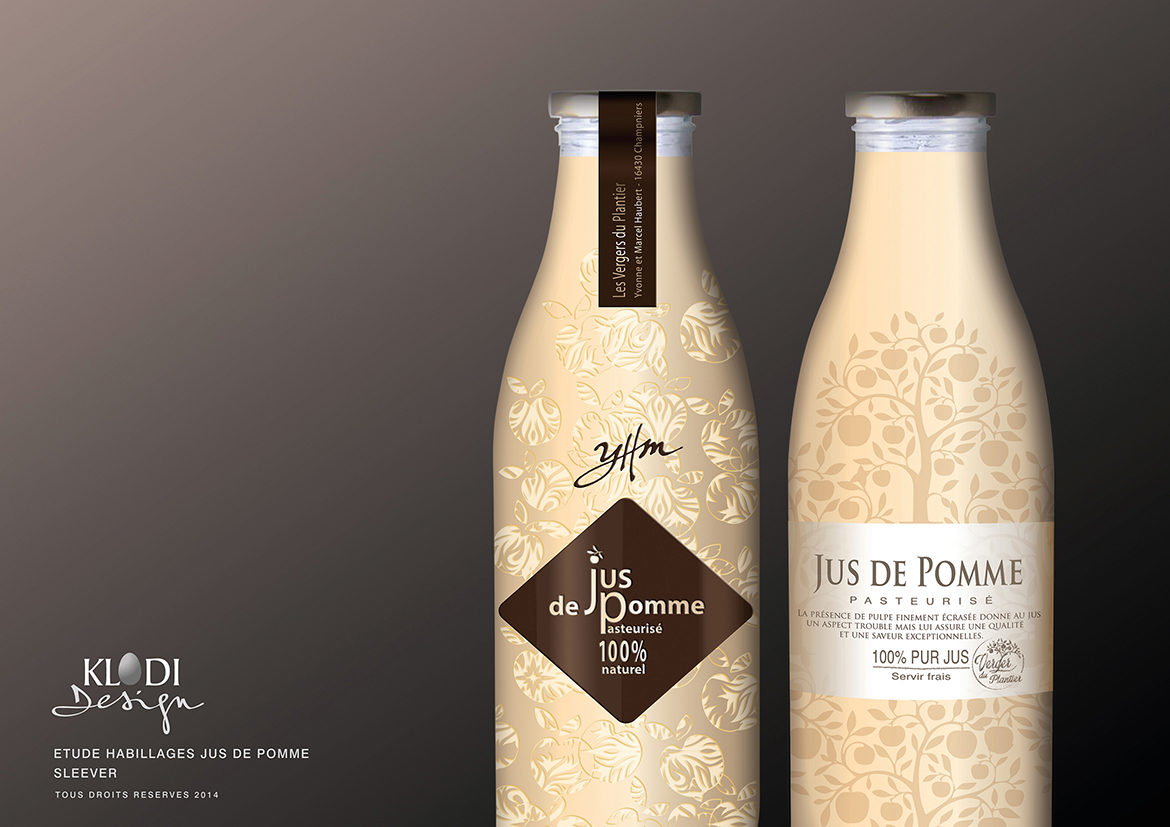 Les Vergers du Plantier
Yvonne et Marcel Haubert - 16430 Champniers
yHm
jus
de pomme
Pasteurisé
100%
naturel
JUS DE POMME
PASTEURISÉ
LA PRÉSENCE DE PULPE FINEMENT ÉCRASÉE DONNE AU JUS
UN ASPECT TROUBLE MAIS LUI ASSURE UNE QUALITÉ
ET UNE SAVEUR EXCEPTIONNELLES.
100% PUR JUS
Servir frais
Verger
du Plantier
KLODI
Design
ETUDE HABILLAGES JUS DE POMME
SLEEVER
TOUS DROITS RESERVES 2014